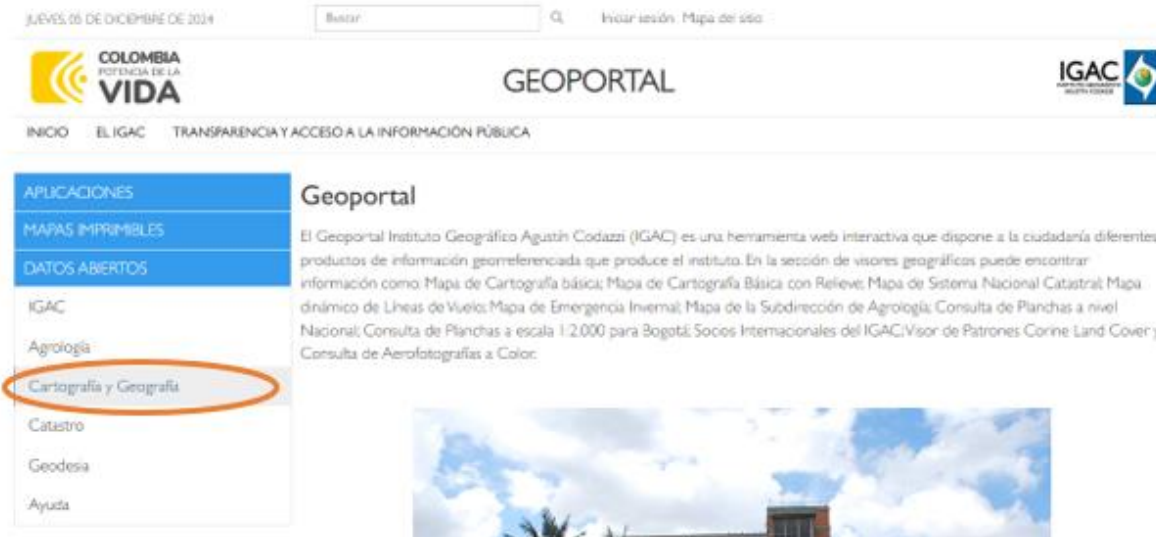 JUEVES, 05 DE DICIEMBRE DE 2024
Buscar
Iniciar sesión Mapa del sitio
COLOMBIA
POTENCIA DE LA
VIDA
GEOPORTAL
IGAC
INICIO EL IGAC TRANSPARENCIA Y ACCESO A LA INFORMACIÓN PÚBLICA
APLICACIONES
MAPAS IMPRIMIBLES
DATOS ABIERTOS
IGAC
Agrología
Cartografía y Geografía
Catastro
Geodesia
Ayuda
Geoportal
El Geoportal Instituto Geográfico Agustín Codazzi (IGAC) es una herramienta web interactiva que dispone a la ciudadanía diferentes
productos de información georreferenciada que produce el instituto. En la sección de visores geográficos puede encontrar
información como: Mapa de Cartografía básica; Mapa de Cartografía Básica con Relieve; Mapa de Sistema Nacional Catastral; Mapa
dinámico de Líneas de Vuelo; Mapa de Emergencia Invernal; Mapa de la Subdirección de Agrología; Consulta de Planchas a nivel
Nacional; Consulta de Planchas a escala 1:2.000 para Bogotá; Socios Internacionales del IGAC; Visor de Patrones Corine Land Cover y
Consulta de Aerofotografías a Color.